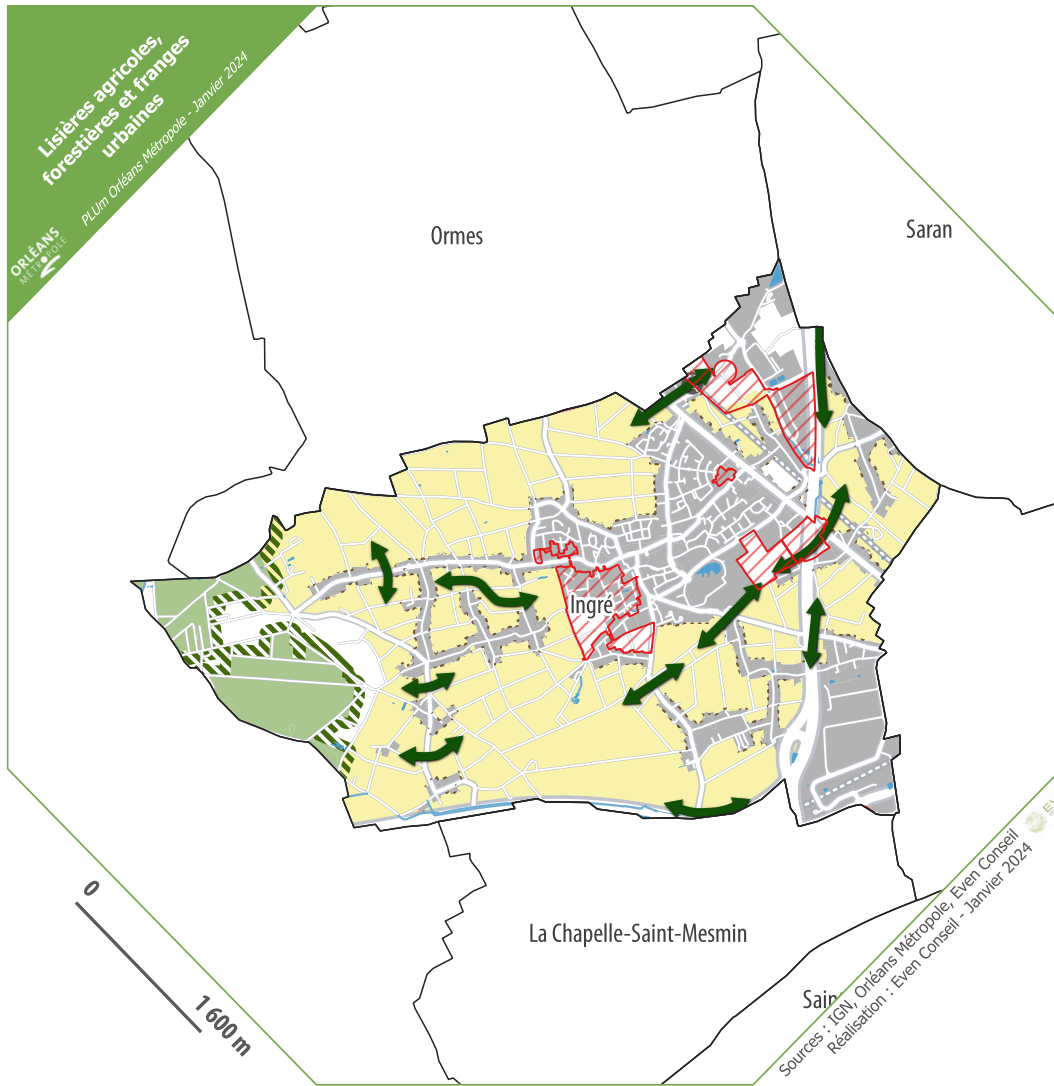 Lisières agricoles,
forestières et franges
urbaines
PLUm Orléans Métropole - Janvier 2024
ORLÉANS
MÉTROPOLE
Ormes
Saran
Ingré
La Chapelle-Saint-Mesmin
0
1 600 m
Sources : IGN, Orléans Métropole, Even Conseil
Réalisation : Even Conseil - Janvier 2024